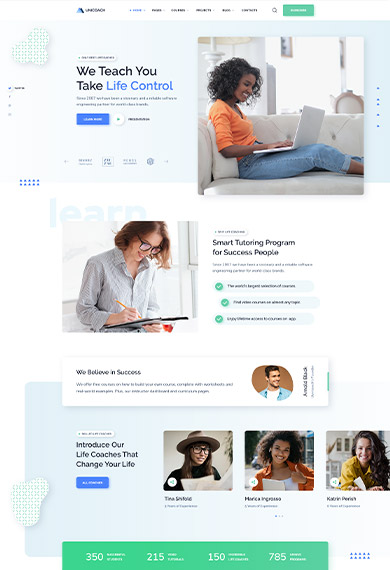 UNICOACH
HOME PAGES COURSES PROJECTS BLOG CONTACTS
We Teach You
Take Life Control
Since 1987 we have been a visionary and reliable software
engineering partner for world-class brands.
LEARN MORE
learn
Smart Tutoring Program
for Success People
Since 1987 we have been a visionary and reliable software
engineering partner for world-class brands.
The world's largest selection of courses
Find video courses on almost any topic
Enjoy lifetime access to courses on app
We Believe in Success
We offer free courses on how to build your own course, complete with worksheets and
real-world examples. Plus, our instructor dashboard and curriculum pages.
Arnold Black
Introduce Our
Life Coaches That
Change Your Life
ALL COACHES
Tina Shifold
Marica Ingrosso
Katrin Perish
350
215
150
785